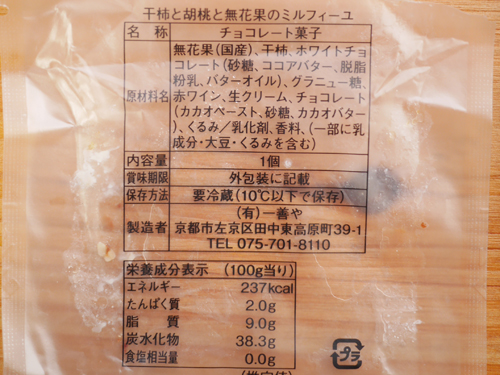 干柿と胡桃と無花果のミルフィーユ
名 称 チョコレート菓子
無花果(国産)、干柿、ホワイトチョ
コレート(砂糖、ココアバター、脱脂
粉乳、バターオイル)、グラニュー糖、
原材料名 赤ワイン、生クリーム、チョコレート
(カカオペースト、砂糖、カカオバター
)、くるみ/乳化剤、香料、(一部に乳
成分・大豆・くるみを含む)
内容量 1個
賞味期限 外包装に記載
保存方法 要冷蔵(10℃以下で保存)
(有)一善や
製造者 京都市左京区田中東高原町39-1
TEL 075-701-8110
栄養成分表示 (100g当り)
エネルギー 237kcal
たんぱく質 2.0g
脂 質 9.0g
炭水化物 38.3g
食塩相当量 0.0g
(推定値)
プラ